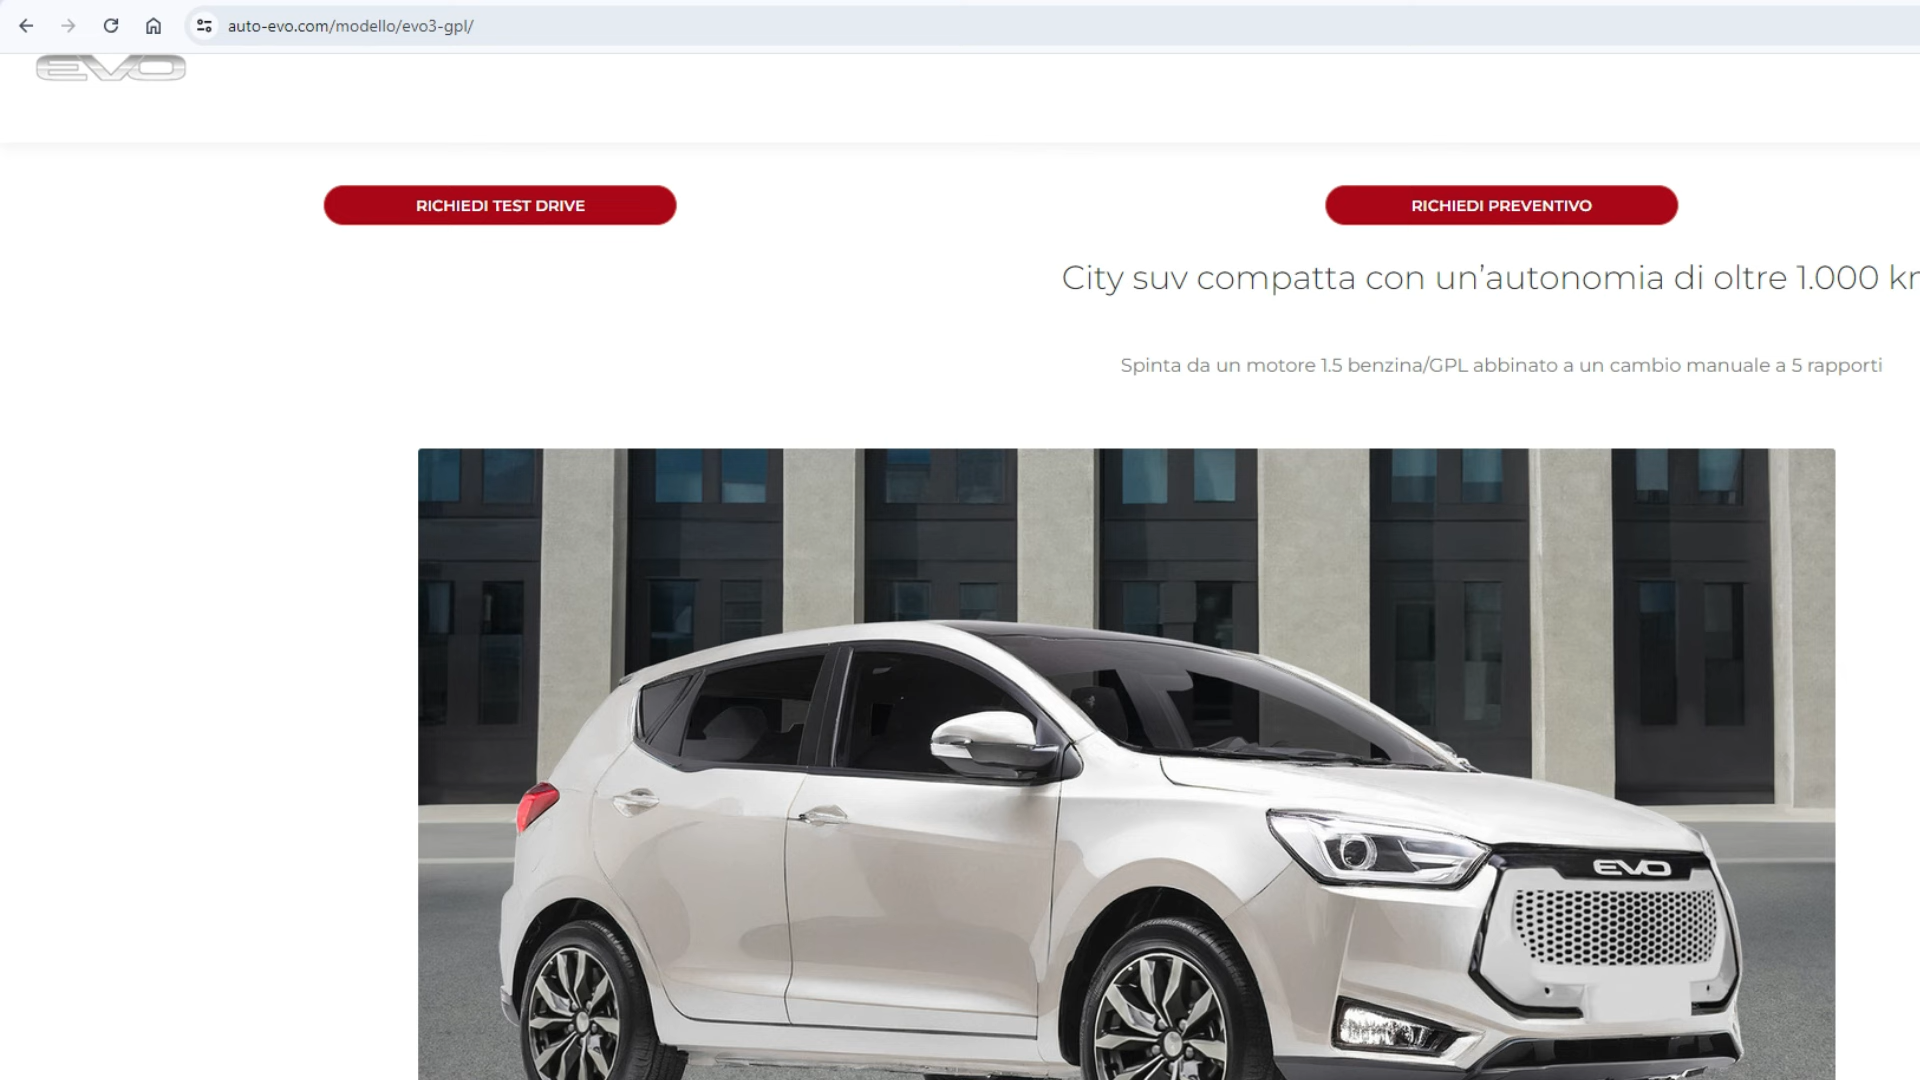 auto-evo.com/modello/evo3-gpl/
EVO
RICHIEDI TEST DRIVE
RICHIEDI PREVENTIVO
City suv compatta con un’autonomia di oltre 1.000 k
Spinta da un motore 1.5 benzina/GPL abbinato a un cambio manuale a 5 rapporti
EVO